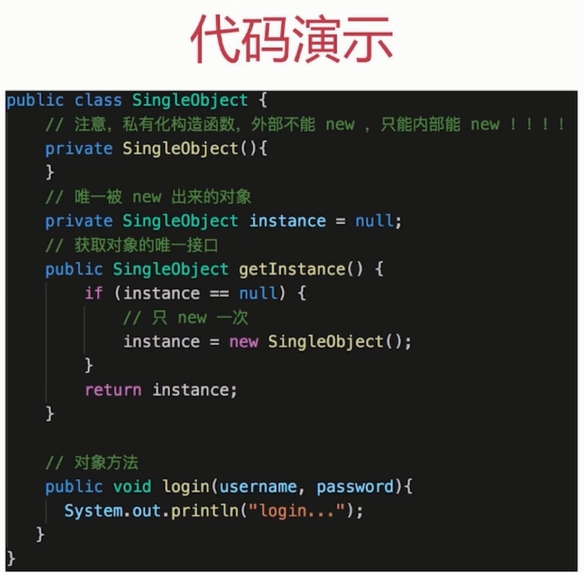 代码演示
public class SingleObject {
    // 注意，私有化构造函数，外部不能 new ，只能内部能 new ！！！！
    private SingleObject(){
    }
    // 唯一被 new 出来的对象
    private SingleObject instance = null;
    // 获取对象的唯一接口
    public SingleObject getInstance() {
        if (instance == null) {
            // 只 new 一次
            instance = new SingleObject();
        }
        return instance;
    }
    // 对象方法
    public void login(username, password){
      System.out.println("login...");
   }
}